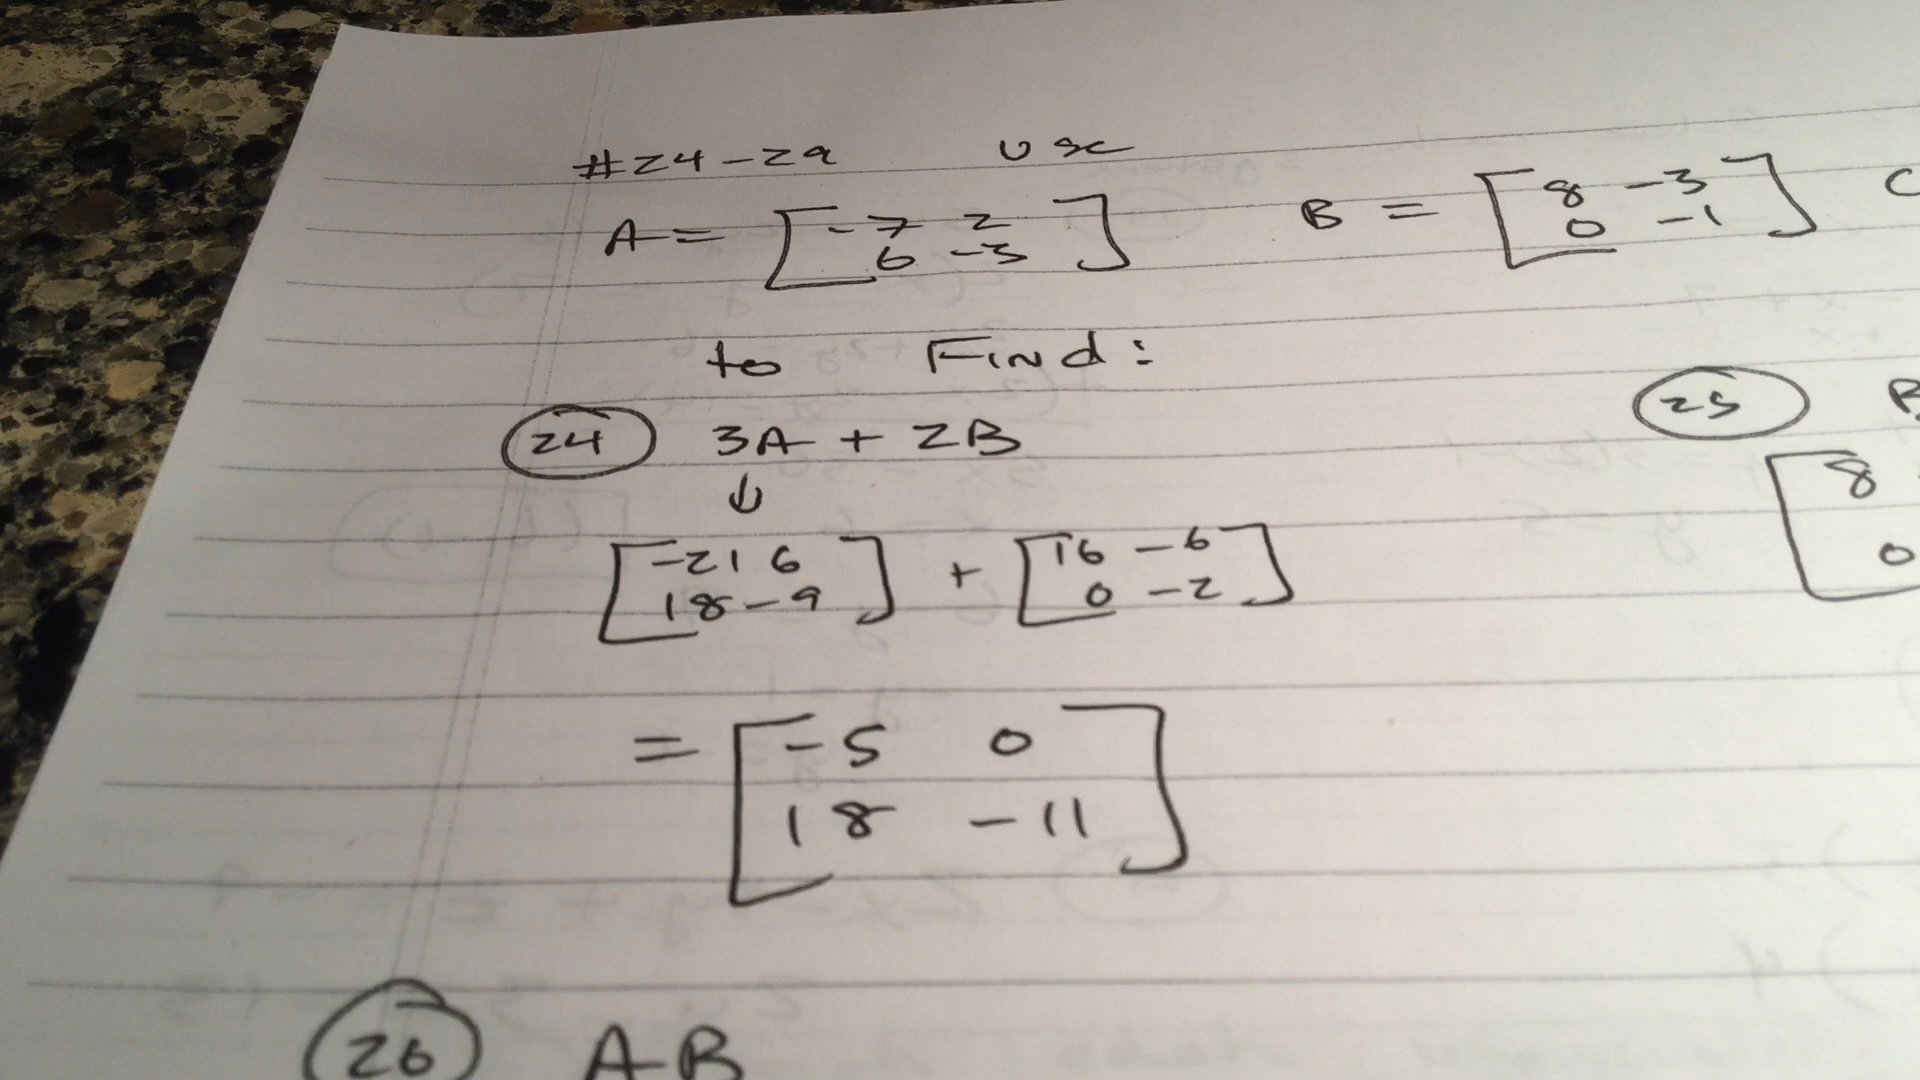 #24-29 use
A = [-7 2 B = [8 -3 C
6 -3] 0 -1]
to Find:
24 3A + 2B 25 B
↓
[-21 6 + [16 -6 [8
18 -9] 0 -2] 0
= [-5 0
18 -11]
26 AB